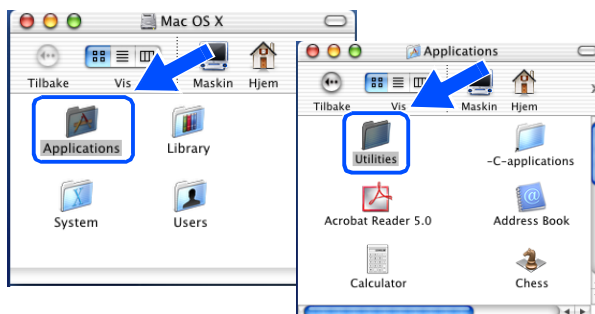 Mac OS X
Tilbake Vis Maskin Hjem
Applications Library
System Users
Applications
Tilbake Vis Maskin Hjem
Utilities -C-applications
Acrobat Reader 5.0 Address Book
Calculator Chess